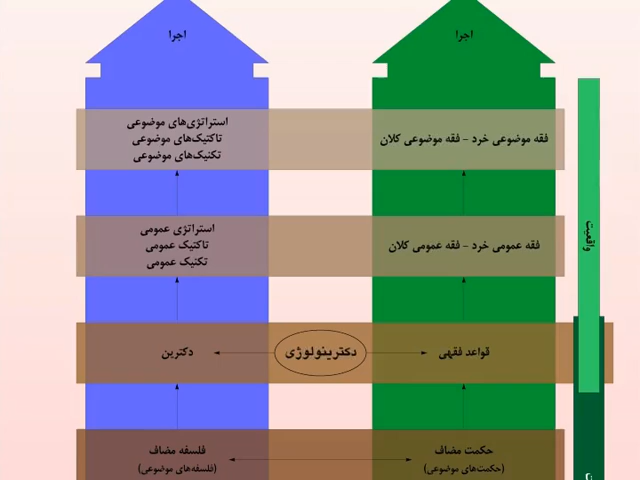 اجرا
اجرا
فقه موضوعی خرد - فقه موضوعی کلان
استراتژی‌های موضوعی
تاکتیک‌های موضوعی
تکنیک‌های موضوعی
فقه عمومی خرد - فقه عمومی کلان
استراتژی عمومی
تاکتیک عمومی
تکنیک عمومی
واقعیت
قواعد فقهی
دکترینولوژی
دکترین
حکمت مضاف
(حکمت‌های موضوعی)
فلسفه مضاف
(فلسفه‌های موضوعی)